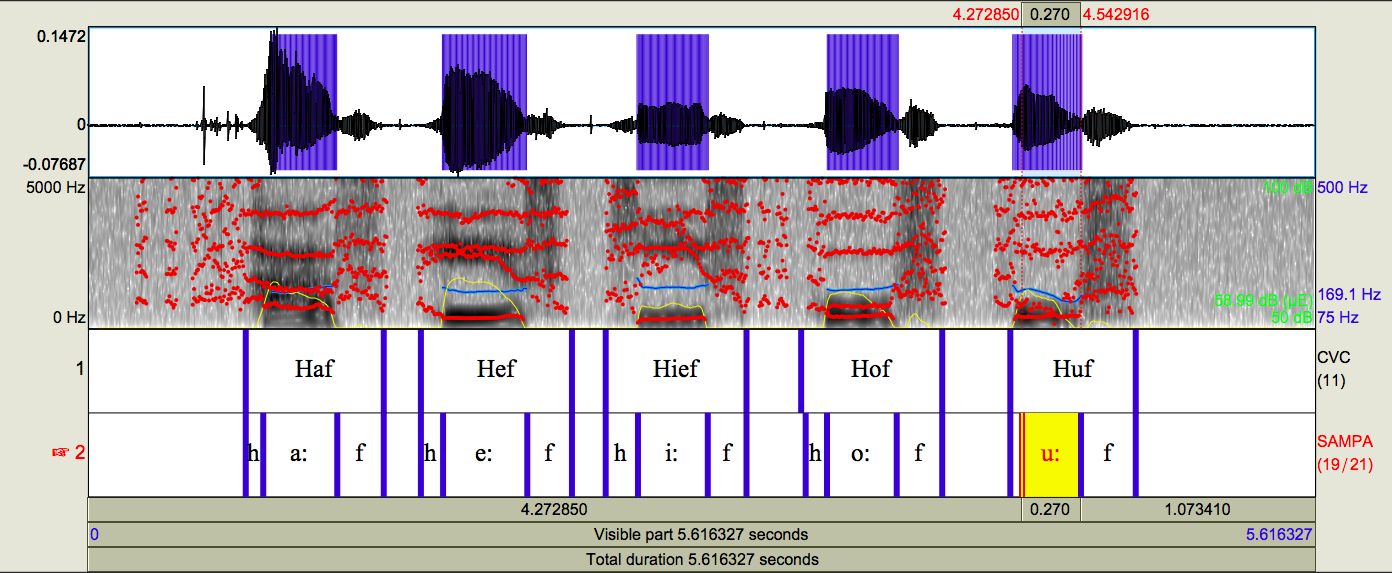 4.272850 0.270 4.542916
0.1472
0
-0.07687
5000 Hz 100 dB 500 Hz
58.99 dB (µE) 169.1 Hz
0 Hz 50 dB 75 Hz
1 Haf Hef Hief Hof Huf CVC
(11)
☞ 2 h a: f h e: f h i: f h o: f u: f SAMPA
(19/21)
4.272850 0.270 1.073410
0 Visible part 5.616327 seconds 5.616327
Total duration 5.616327 seconds